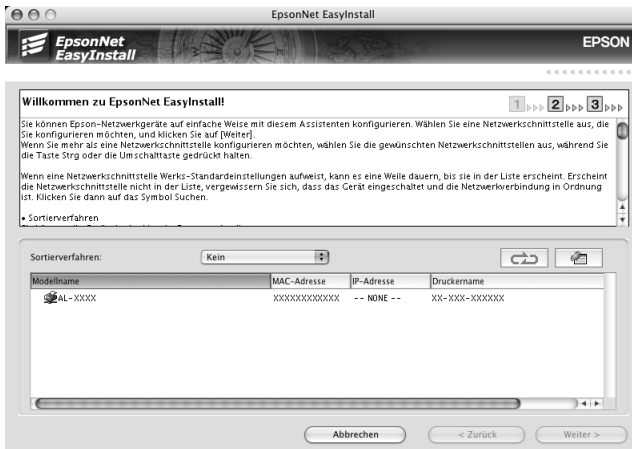 EpsonNet EasyInstall
EpsonNet
EasyInstall
EPSON
Willkommen zu EpsonNet EasyInstall!
1 2 3
Sie können Epson-Netzwerkgeräte auf einfache Weise mit diesem Assistenten konfigurieren. Wählen Sie eine Netzwerkschnittstelle aus, die
Sie konfigurieren möchten, und klicken Sie auf [Weiter].
Wenn Sie mehr als eine Netzwerkschnittstelle konfigurieren möchten, wählen Sie die gewünschten Netzwerkschnittstellen aus, während Sie
die Taste Strg oder die Umschalttaste gedrückt halten.
Wenn eine Netzwerkschnittstelle Werks-Standardeinstellungen aufweist, kann es eine Weile dauern, bis sie in der Liste erscheint. Erscheint
die Netzwerkschnittstelle nicht in der Liste, vergewissern Sie sich, dass das Gerät eingeschaltet und die Netzwerkverbindung in Ordnung
ist. Klicken Sie dann auf das Symbol Suchen.
• Sortierverfahren
Sortierverfahren: Kein
Modellname MAC-Adresse IP-Adresse Druckername
AL-XXXX XXXXXXXXXXXX -- NONE -- XX-XXX-XXXXXX
Abbrechen < Zurück Weiter >